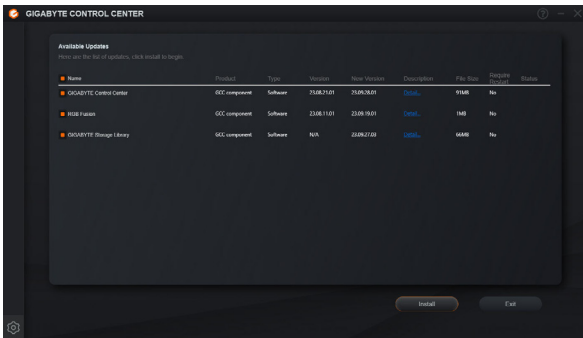 GIGABYTE CONTROL CENTER
Available Updates
Here are the list of updates, click install to begin.
Name Product Type Version New Version Description File Size Require Restart Status
GIGABYTE Control Center GCC component Software 23.08.23.01 23.09.28.01 Detail... 91MB No
RGB Fusion GCC component Software 23.08.11.01 23.09.19.01 Detail... 1MB No
GIGABYTE Storage Library GCC component Software N/A 23.09.27.03 Detail... 66MB No
Install Exit